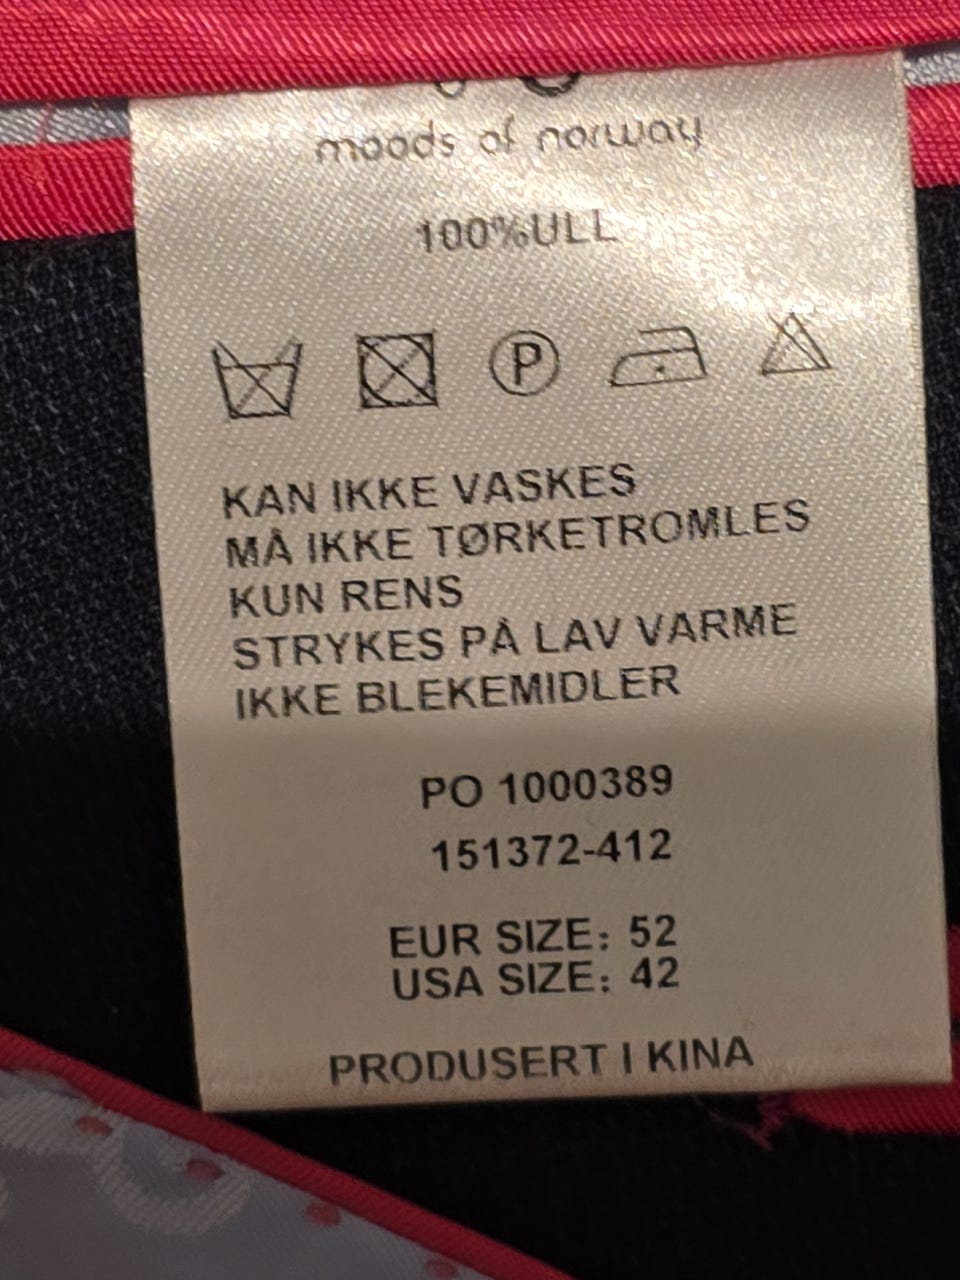 moods of norway
100%ULL
P
KAN IKKE VASKES
MÅ IKKE TØRKETROMLES
KUN RENS
STRYKES PÅ LAV VARME
IKKE BLEKEMIDLER
PO 1000389
151372-412
EUR SIZE: 52
USA SIZE: 42
PRODUSERT I KINA